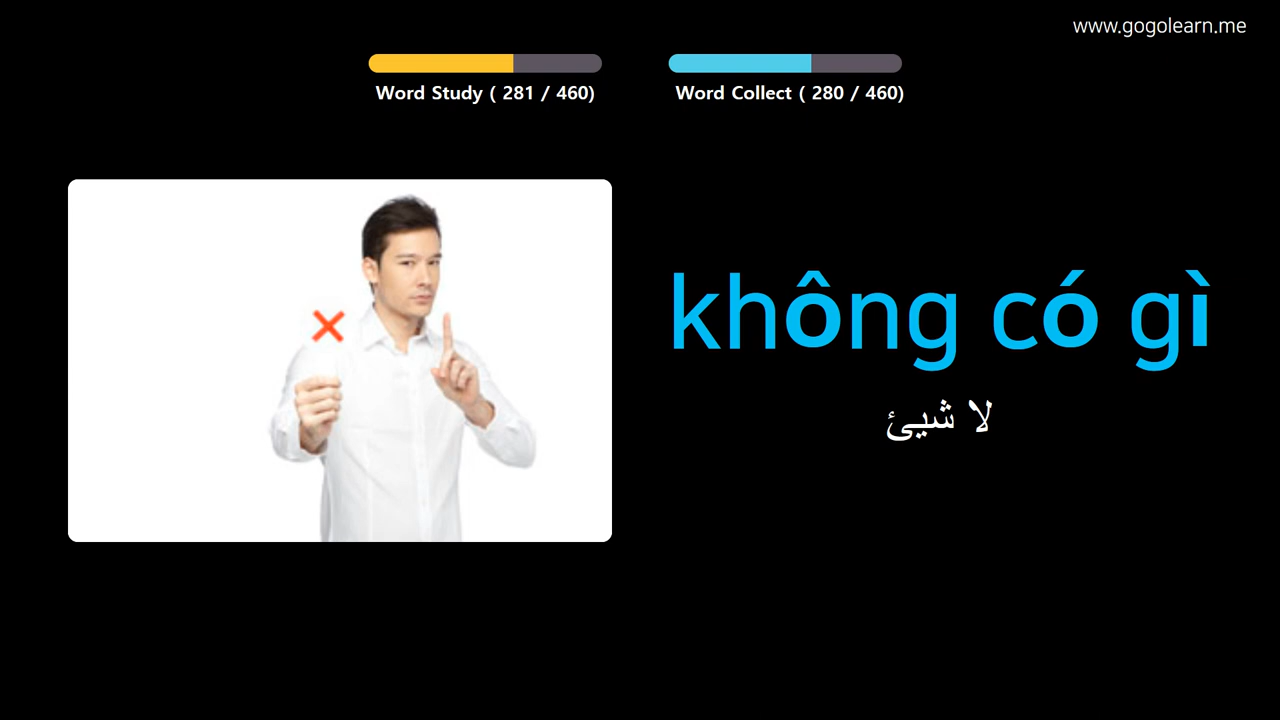 www.gogolearn.me
Word Study ( 281 / 460)
Word Collect ( 280 / 460)
không có gì
لا شيئ